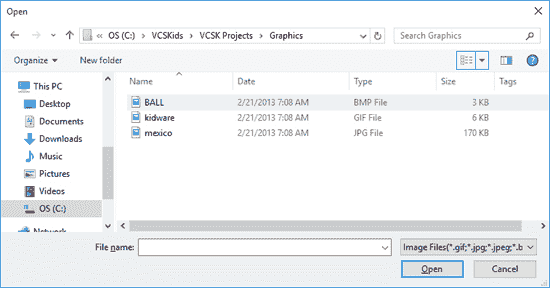 Open
OS (C:) > VCSKids > VCSK Projects > Graphics
Search Graphics
Organize
New folder
Name Date Type Size Tags
BALL 2/21/2013 7:08 AM BMP File 3 KB
kidware 2/21/2013 7:08 AM GIF File 6 KB
mexico 2/21/2013 7:08 AM JPG File 170 KB
This PC
Desktop
Documents
Downloads
Music
Pictures
Videos
OS (C:)
File name:
Image Files(*.gif;*.jpg;*.jpeg;*.b
Open
Cancel